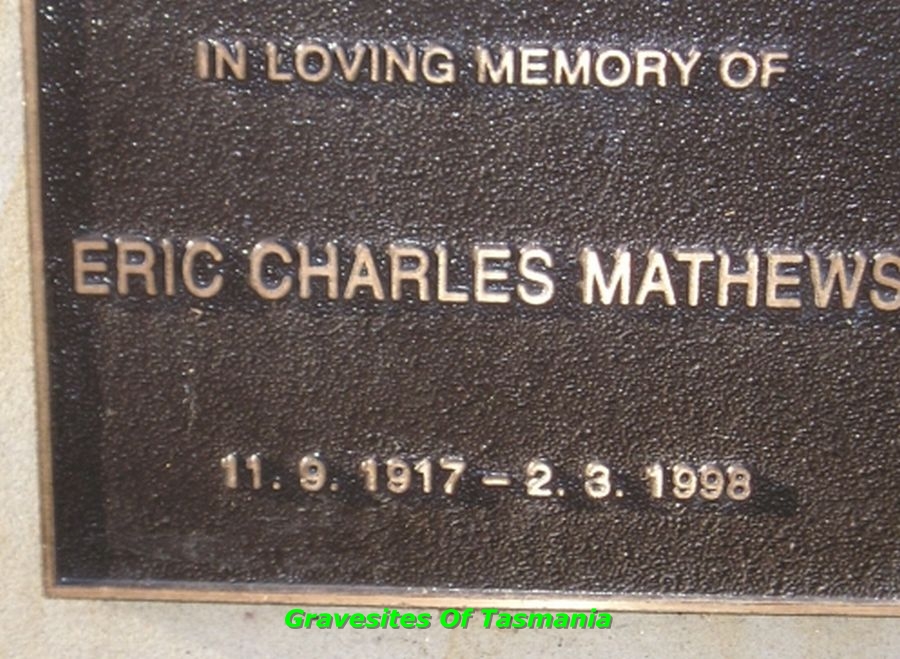 IN LOVING MEMORY OF
ERIC CHARLES MATHEWS
11. 9. 1917 – 2. 3. 1998
Gravesites Of Tasmania